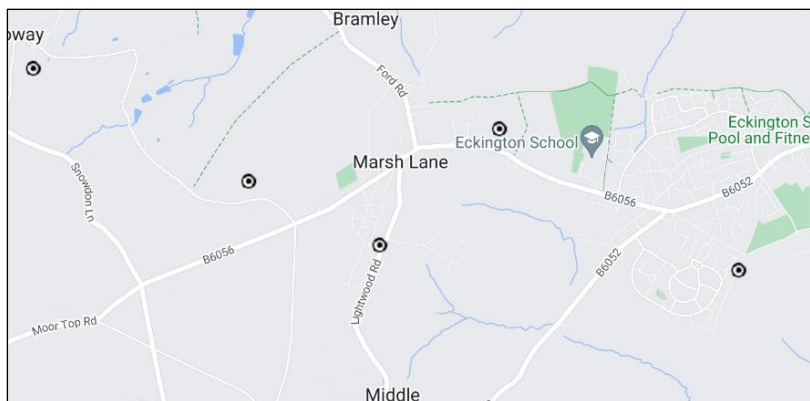 Bramley
oway
Ford Rd
Eckington S
Pool and Fitne
Eckington School
Marsh Lane
Snowdon Ln
B6056
B6052
B6056
B6052
Lightwood Rd
Moor Top Rd
Middle